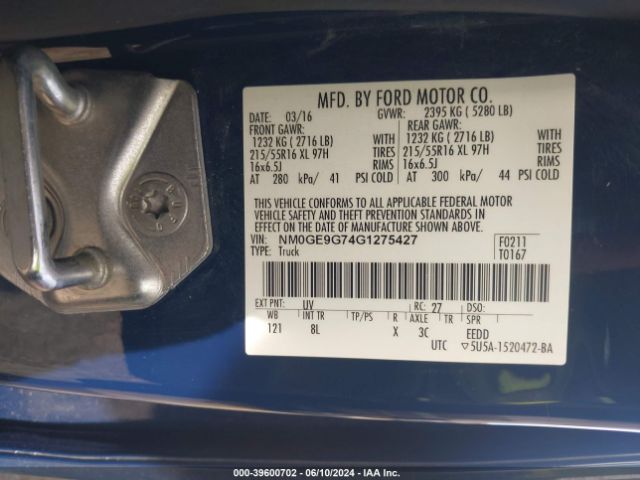 MFD. BY FORD MOTOR CO.
DATE: 03/16 GVWR: 2395 KG ( 5280 LB)
FRONT GAWR: REAR GAWR:
1232 KG ( 2716 LB) WITH 1232 KG ( 2716 LB) WITH
215/55R16 XL 97H TIRES 215/55R16 XL 97H TIRES
16x6.5J RIMS 16x6.5J RIMS
AT 280 kPa/ 41 PSI COLD AT 300 kPa/ 44 PSI COLD
THIS VEHICLE CONFORMS TO ALL APPLICABLE FEDERAL MOTOR
VEHICLE SAFETY AND THEFT PREVENTION STANDARDS IN
EFFECT ON THE DATE OF MANUFACTURE SHOWN ABOVE.
VIN: NM0GE9G74G1275427 F0211
TYPE: Truck T0167
EXT PNT: UV RC: 27 DSO:
WB INT TR TP/PS R AXLE TR SPR
121 8L X 3C EEDD
UTC ▽5U5A-1520472-BA
000-39600702 - 06/10/2024 - IAA Inc.